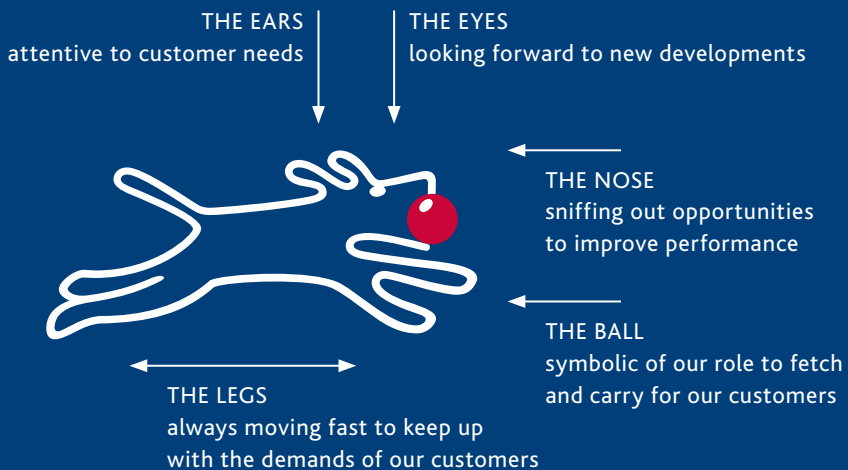 THE EARS
attentive to customer needs
THE EYES
looking forward to new developments
THE NOSE
sniffing out opportunities
to improve performance
THE BALL
symbolic of our role to fetch
and carry for our customers
THE LEGS
always moving fast to keep up
with the demands of our customers